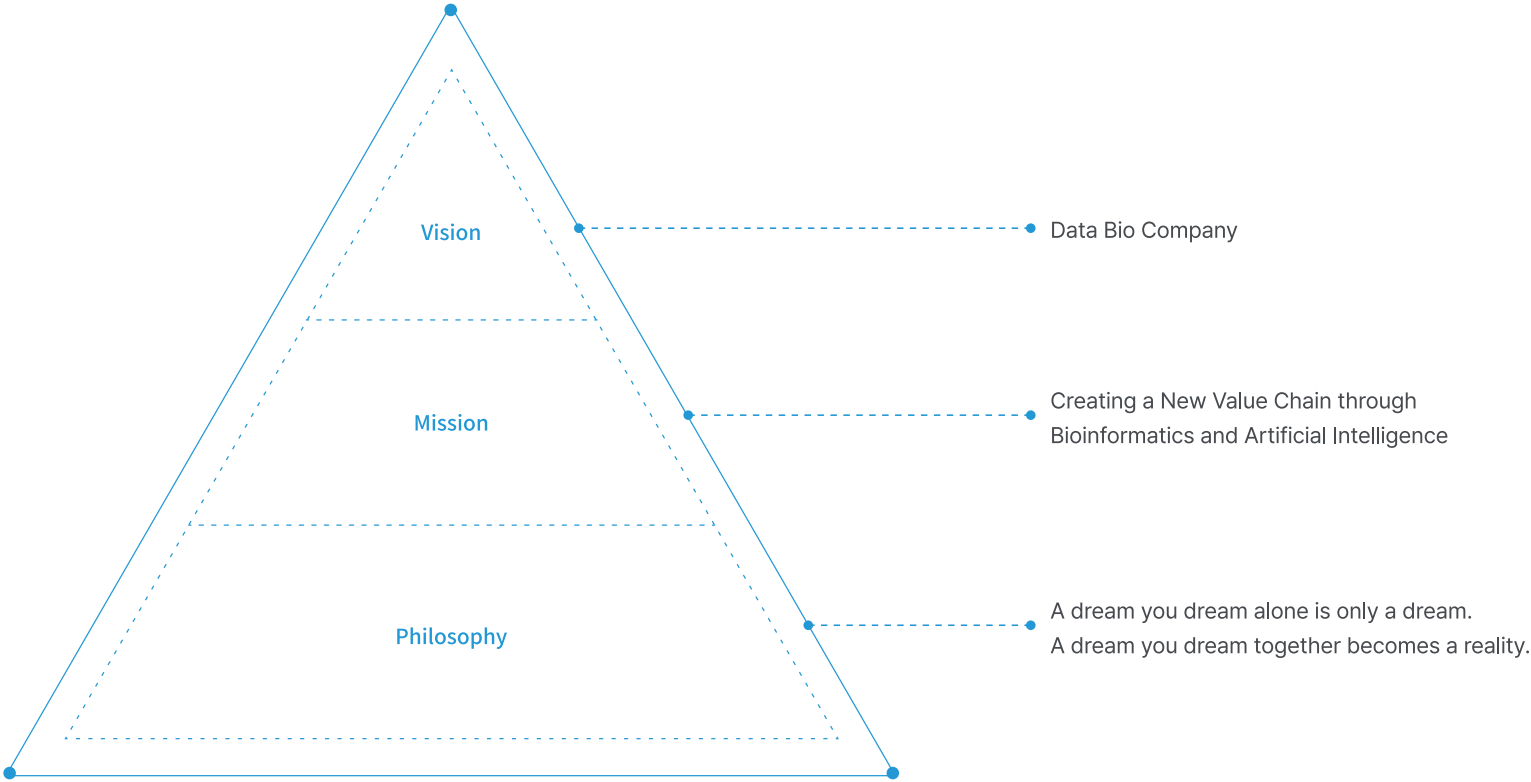 Vision
Data Bio Company
Mission
Creating a New Value Chain through
Bioinformatics and Artificial Intelligence
Philosophy
A dream you dream alone is only a dream.
A dream you dream together becomes a reality.